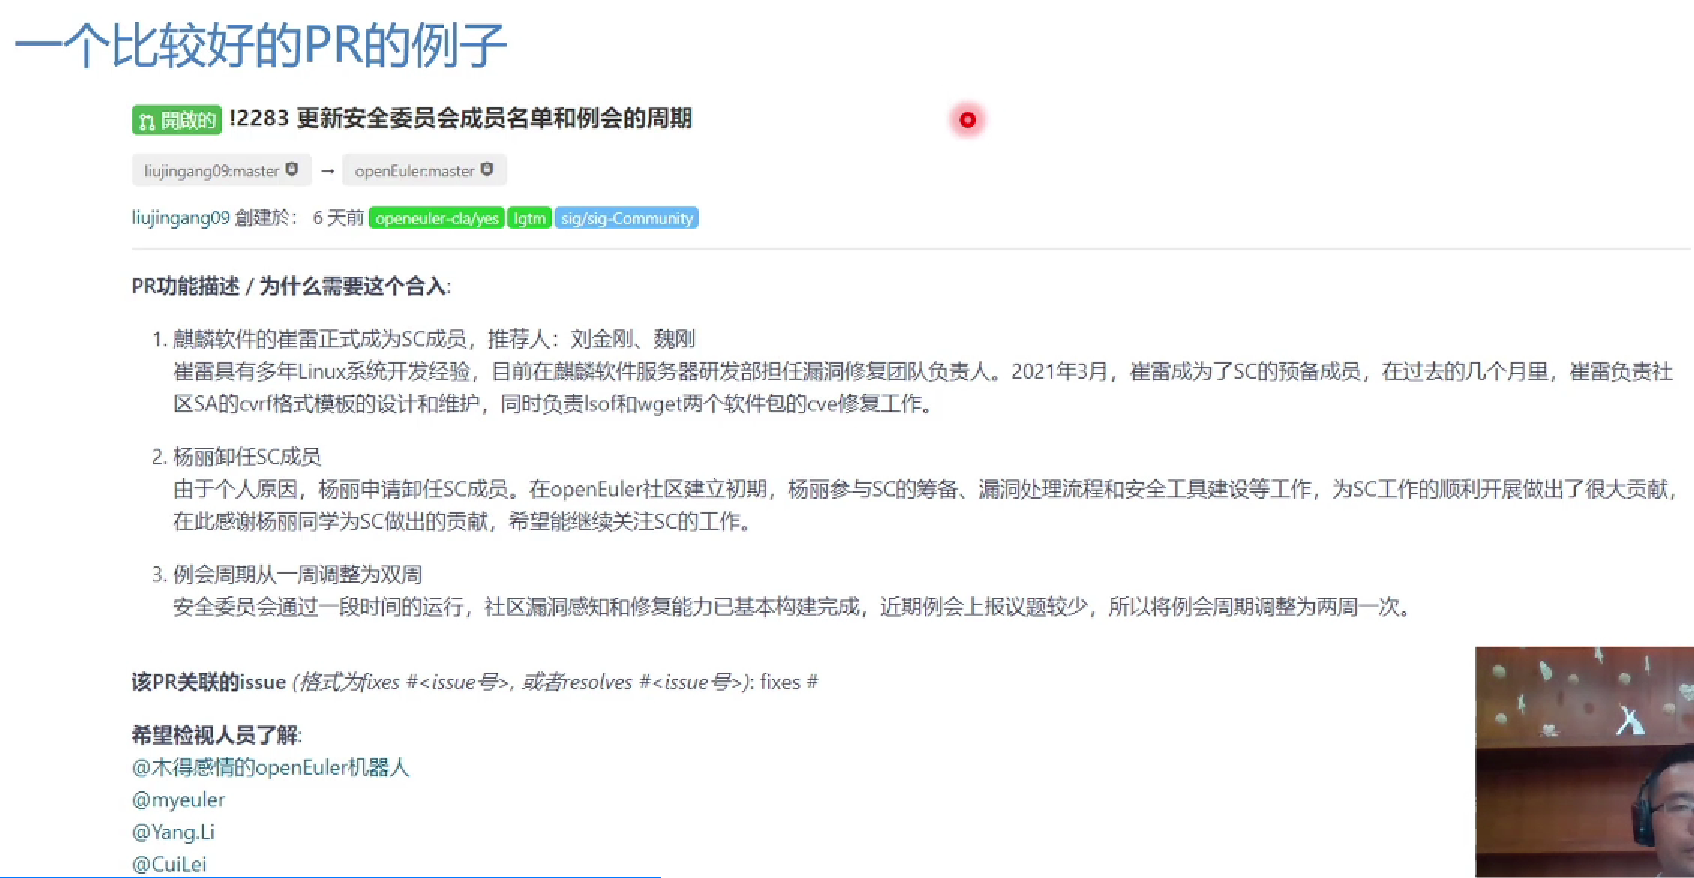 一个比较好的PR的例子
開啟的 !2283 更新安全委员会成员名单和例会的周期
liujingang09:master → openEuler:master
liujingang09 創建於： 6 天前 openeuler-cla/yes lgtm sig/sig-Community
PR功能描述 / 为什么需要这个合入:
1. 麒麟软件的崔雷正式成为SC成员，推荐人：刘金刚、魏刚
崔雷具有多年Linux系统开发经验，目前在麒麟软件服务器研发部担任漏洞修复团队负责人。2021年3月，崔雷成为了SC的预备成员，在过去的几个月里，崔雷负责社
区SA的cvrf格式模板的设计和维护，同时负责lsof和wget两个软件包的cve修复工作。
2. 杨丽卸任SC成员
由于个人原因，杨丽申请卸任SC成员。在openEuler社区建立初期，杨丽参与SC的筹备、漏洞处理流程和安全工具建设等工作，为SC工作的顺利开展做出了很大贡献，
在此感谢杨丽同学为SC做出的贡献，希望能继续关注SC的工作。
3. 例会周期从一周调整为双周
安全委员会通过一段时间的运行，社区漏洞感知和修复能力已基本构建完成，近期例会上报议题较少，所以将例会周期调整为两周一次。
该PR关联的issue (格式为fixes #<issue号>, 或者resolves #<issue号>): fixes #
希望检视人员了解:
@木得感情的openEuler机器人
@myeuler
@Yang.Li
@CuiLei